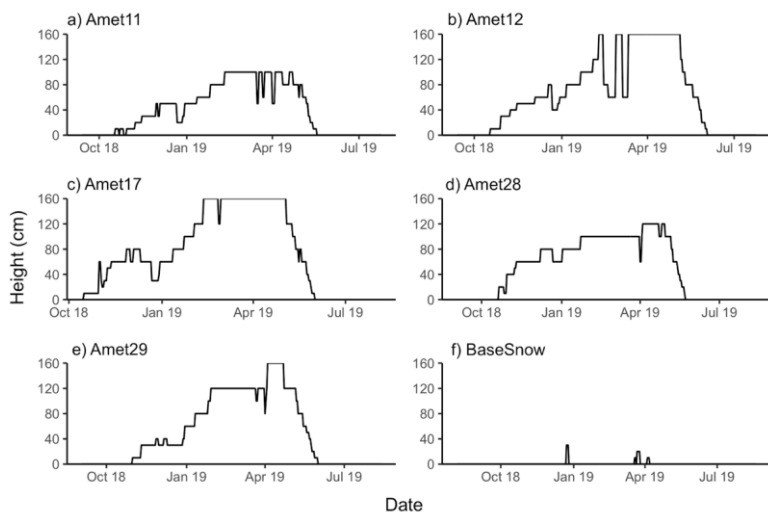 a) Amet11
160
120
80
40
0
Oct 18 Jan 19 Apr 19 Jul 19
b) Amet12
160
120
80
40
0
Oct 18 Jan 19 Apr 19 Jul 19
c) Amet17
160
120
80
40
0
Oct 18 Jan 19 Apr 19 Jul 19
d) Amet28
160
120
80
40
0
Oct 18 Jan 19 Apr 19 Jul 19
Height (cm)
e) Amet29
160
120
80
40
0
Oct 18 Jan 19 Apr 19 Jul 19
f) BaseSnow
160
120
80
40
0
Oct 18 Jan 19 Apr 19 Jul 19
Date